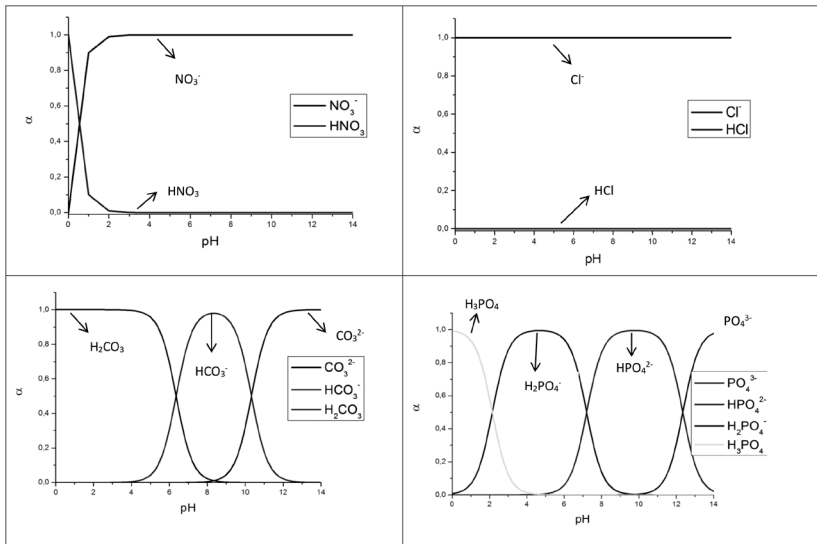 1,0
NO₃⁻
0,8
NO₃⁻
HNO₃
0,6
α
0,4
0,2
HNO₃
0,0
0 2 4 6 8 10 12 14
pH
1,0
Cl⁻
0,8
Cl⁻
HCl
0,6
α
0,4
0,2
HCl
0,0
0 2 4 6 8 10 12 14
pH
1,0
H₂CO₃
CO₃²⁻
0,8
HCO₃⁻
CO₃²⁻
HCO₃⁻
H₂CO₃
0,6
α
0,4
0,2
0,0
0 2 4 6 8 10 12 14
pH
H₃PO₄
PO₄³⁻
1,0
0,8
H₂PO₄⁻
HPO₄²⁻
PO₄³⁻
HPO₄²⁻
H₂PO₄⁻
H₃PO₄
0,6
α
0,4
0,2
0,0
0 2 4 6 8 10 12 14
pH